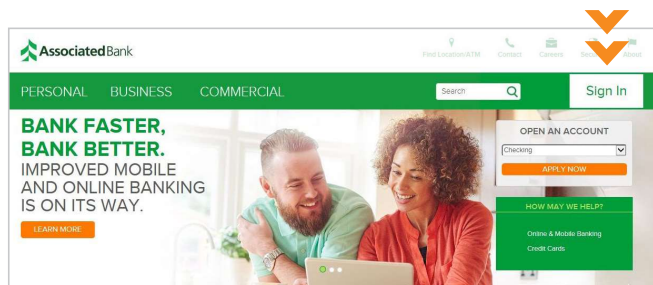 Associated Bank
Find Location/ATM Contact Careers About
PERSONAL BUSINESS COMMERCIAL Search Sign In
BANK FASTER,
BANK BETTER.
IMPROVED MOBILE
AND ONLINE BANKING
IS ON ITS WAY.
LEARN MORE
OPEN AN ACCOUNT
Checking
APPLY NOW
HOW MAY WE HELP?
Online & Mobile Banking
Credit Cards